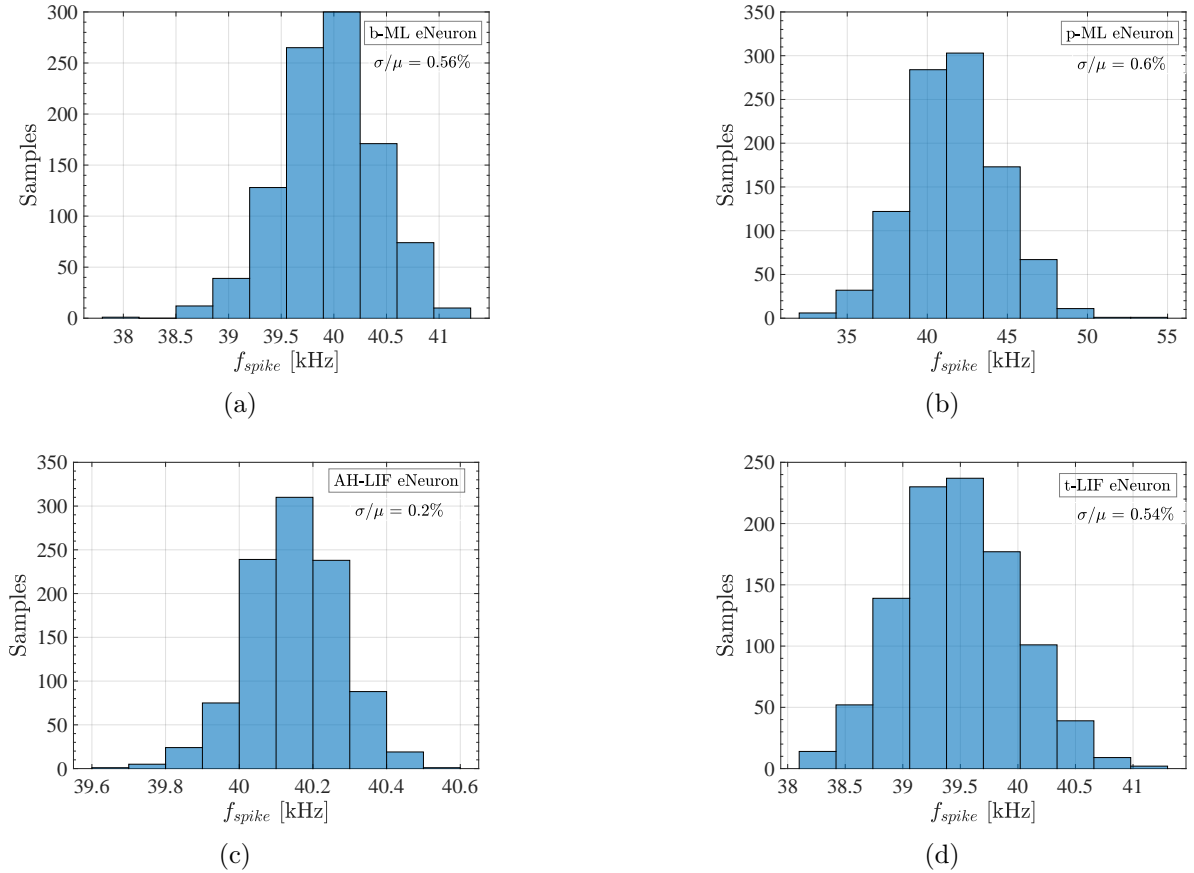 300
250
200
150
100
50
0
Samples
b-ML eNeuron
σ/μ = 0.56%
38 38.5 39 39.5 40 40.5 41
f_spike [kHz]
(a)
350
300
250
200
150
100
50
0
Samples
p-ML eNeuron
σ/μ = 0.6%
35 40 45 50 55
f_spike [kHz]
(b)
350
300
250
200
150
100
50
0
Samples
AH-LIF eNeuron
σ/μ = 0.2%
39.6 39.8 40 40.2 40.4 40.6
f_spike [kHz]
(c)
250
200
150
100
50
0
Samples
t-LIF eNeuron
σ/μ = 0.54%
38 38.5 39 39.5 40 40.5 41
f_spike [kHz]
(d)